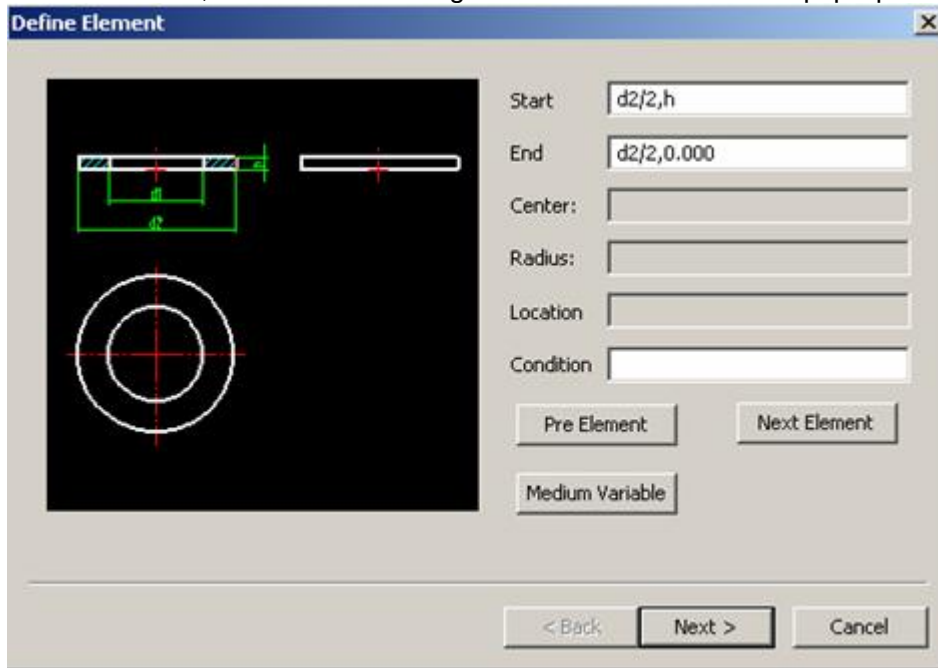 Define Element
Start d2/2,h
End d2/2,0.000
Center:
Radius:
Location
Condition
Pre Element Next Element
Medium Variable
d1
d2
< Back Next > Cancel